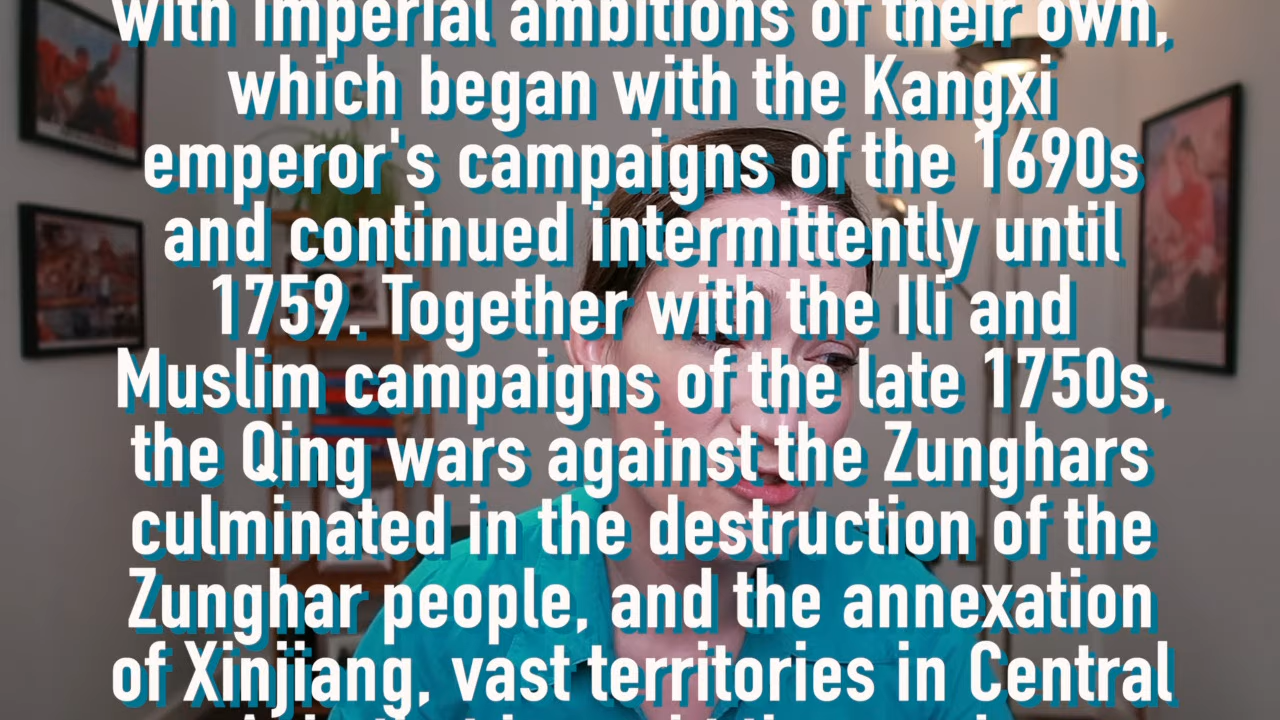 with imperial ambitions of their own,
which began with the Kangxi
emperor's campaigns of the 1690s
and continued intermittently until
1759. Together with the Ili and
Muslim campaigns of the late 1750s,
the Qing wars against the Zunghars
culminated in the destruction of the
Zunghar people, and the annexation
of Xinjiang, vast territories in Central